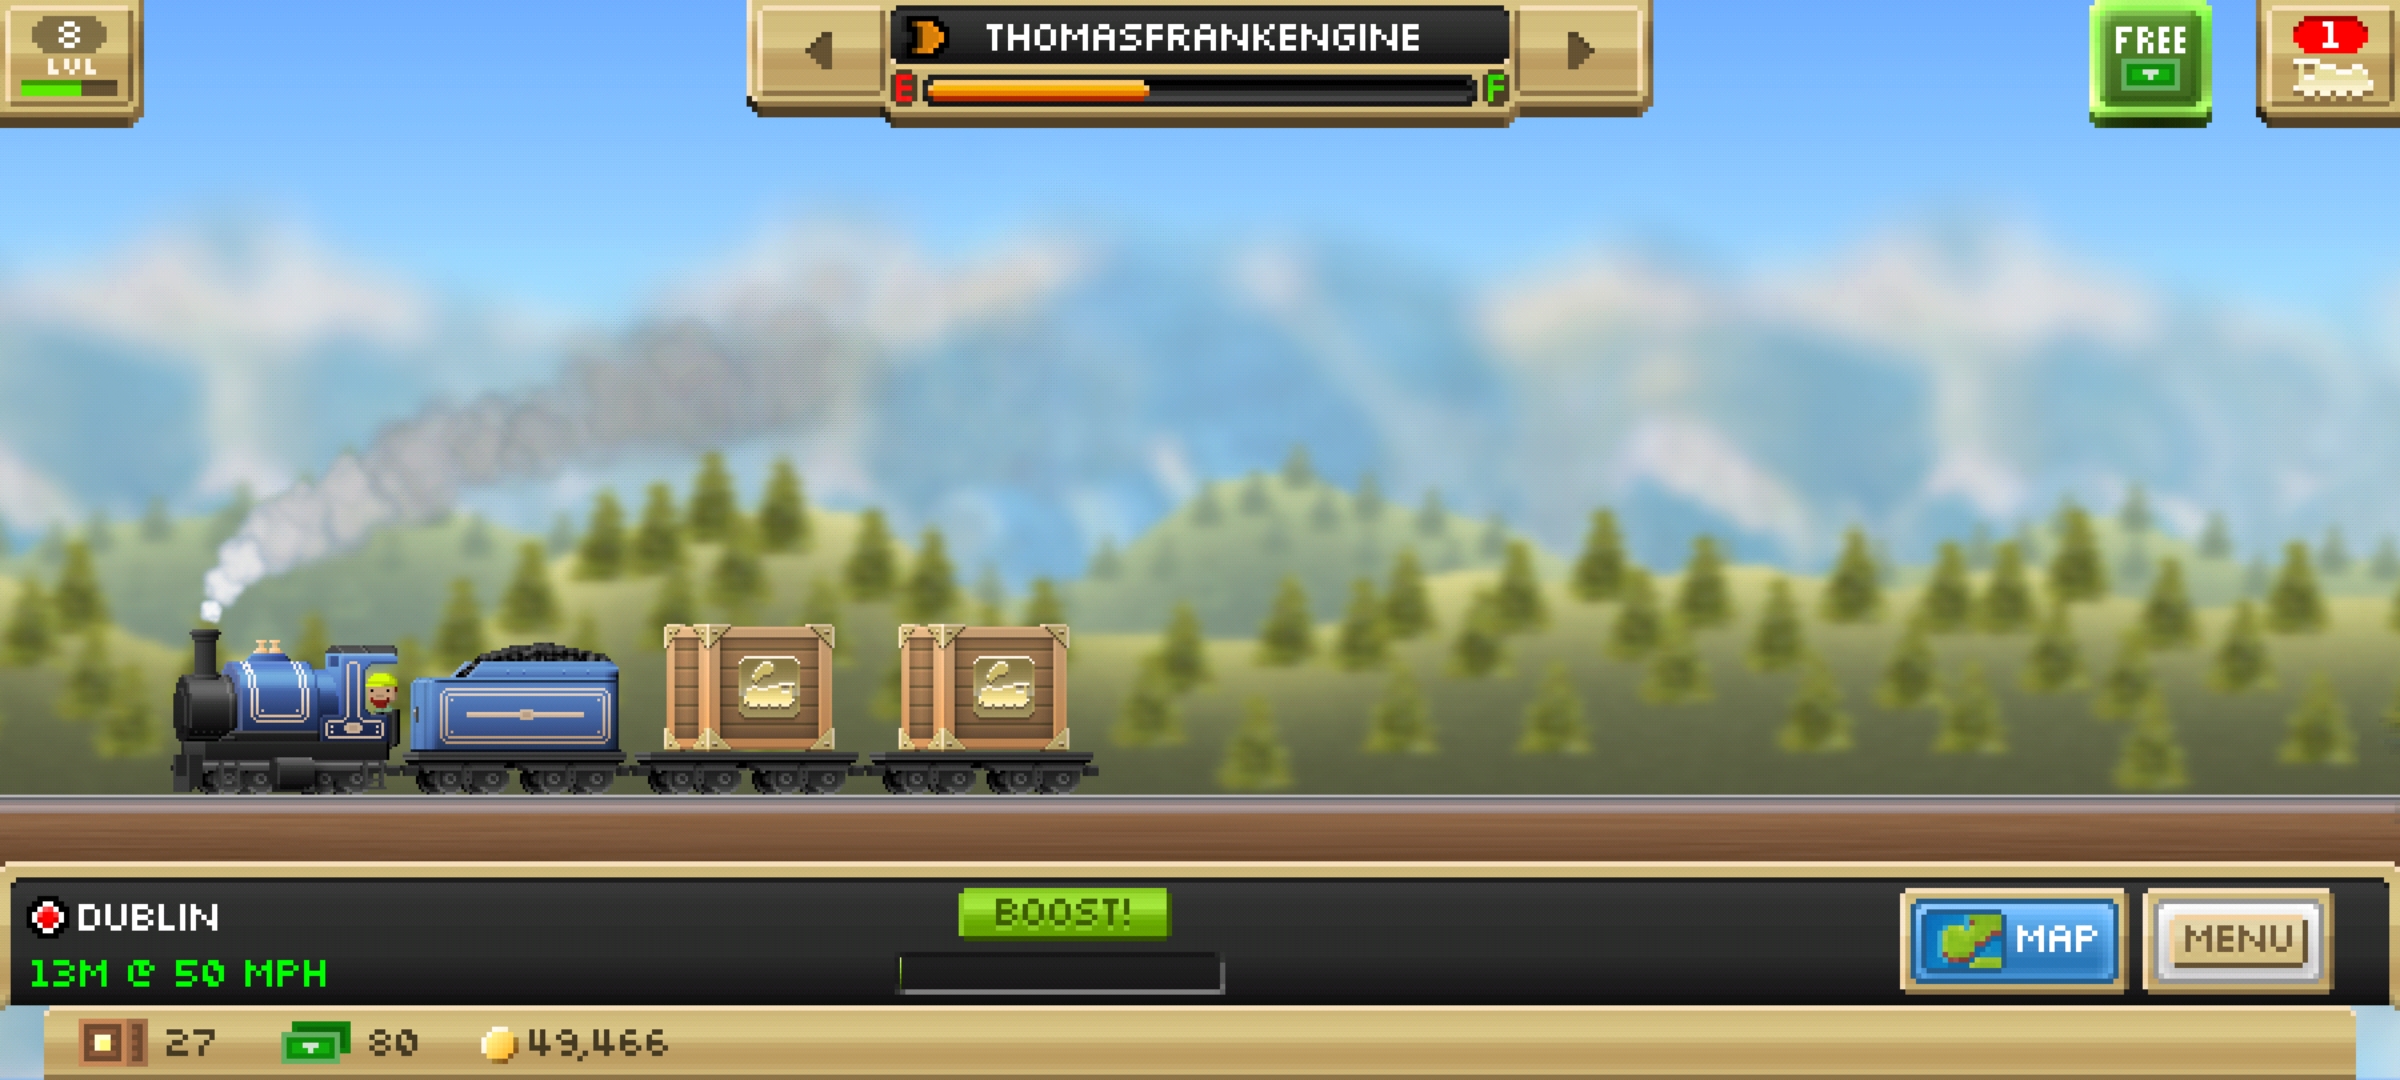 8
LVL
THOMASFRANKENGINE
E F
FREE
1
DUBLIN
13M @ 50 MPH
BOOST!
MAP
MENU
27
80
49,466